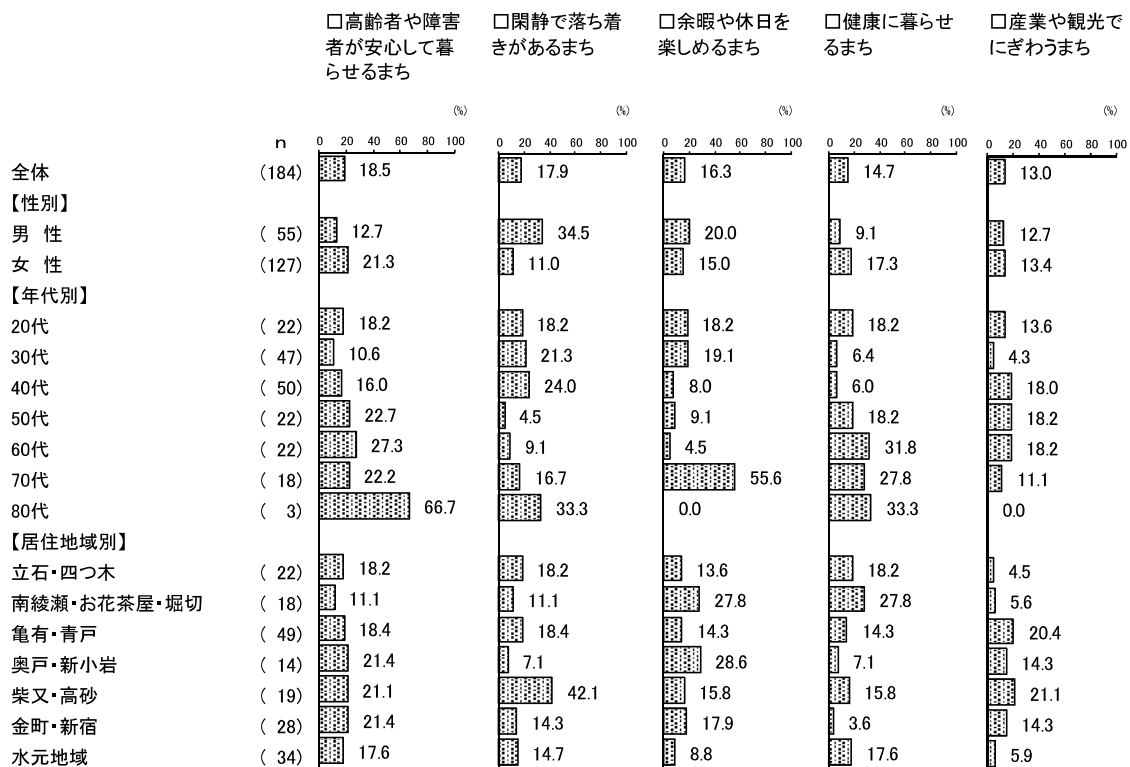 □高齢者や障害者が安心して暮らせるまち
□閑静で落ち着きがあるまち
□余暇や休日を楽しめるまち
□健康に暮らせるまち
□産業や観光でにぎわうまち
(%) (%) (%) (%) (%)
n 0 20 40 60 80 100 0 20 40 60 80 100 0 20 40 60 80 100 0 20 40 60 80 100 0 20 40 60 80 100
全体 (184) 18.5 17.9 16.3 14.7 13.0
【性別】
男 性 ( 55) 12.7 34.5 20.0 9.1 12.7
女 性 (127) 21.3 11.0 15.0 17.3 13.4
【年代別】
20代 ( 22) 18.2 18.2 18.2 18.2 13.6
30代 ( 47) 10.6 21.3 19.1 6.4 4.3
40代 ( 50) 16.0 24.0 8.0 6.0 18.0
50代 ( 22) 22.7 4.5 9.1 18.2 18.2
60代 ( 22) 27.3 9.1 4.5 31.8 18.2
70代 ( 18) 22.2 16.7 55.6 27.8 11.1
80代 ( 3) 66.7 33.3 0.0 33.3 0.0
【居住地域別】
立石・四つ木 ( 22) 18.2 18.2 13.6 18.2 4.5
南綾瀬・お花茶屋・堀切 ( 18) 11.1 11.1 27.8 27.8 5.6
亀有・青戸 ( 49) 18.4 18.4 14.3 14.3 20.4
奥戸・新小岩 ( 14) 21.4 7.1 28.6 7.1 14.3
柴又・高砂 ( 19) 21.1 42.1 15.8 15.8 21.1
金町・新宿 ( 28) 21.4 14.3 17.9 3.6 14.3
水元地域 ( 34) 17.6 14.7 8.8 17.6 5.9